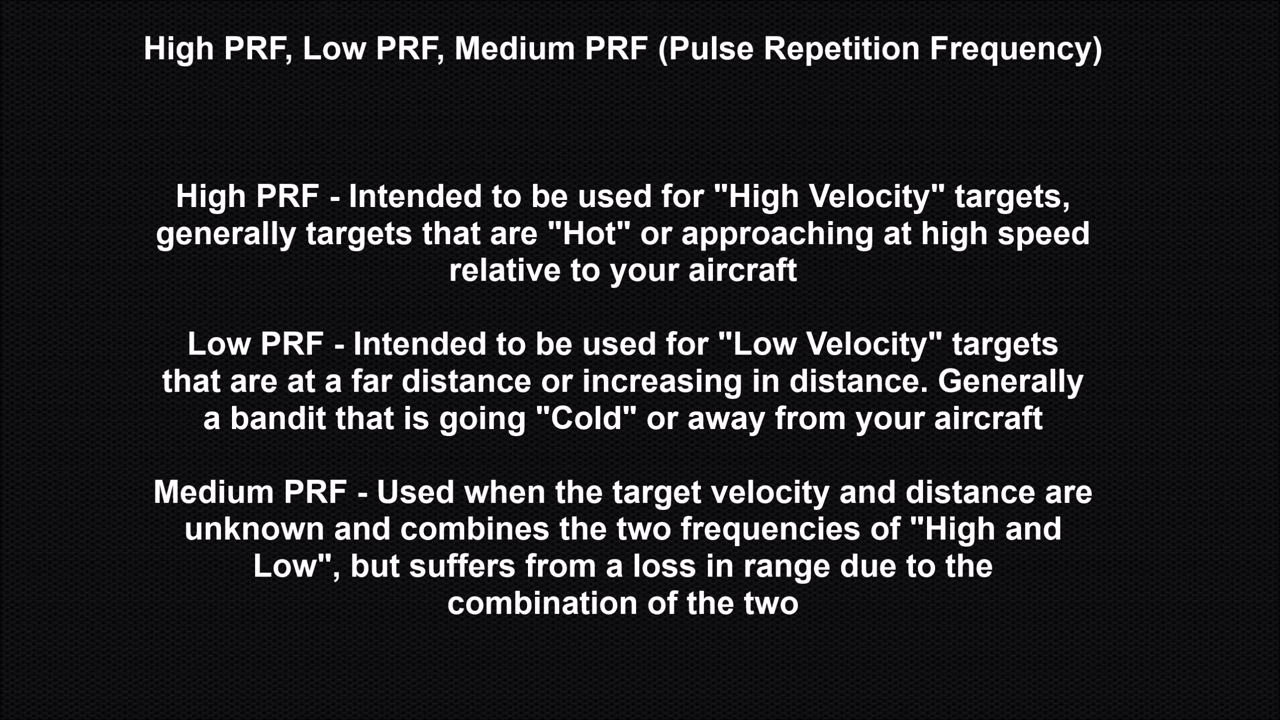 High PRF, Low PRF, Medium PRF (Pulse Repetition Frequency)
High PRF - Intended to be used for "High Velocity" targets,
generally targets that are "Hot" or approaching at high speed
relative to your aircraft
Low PRF - Intended to be used for "Low Velocity" targets
that are at a far distance or increasing in distance. Generally
a bandit that is going "Cold" or away from your aircraft
Medium PRF - Used when the target velocity and distance are
unknown and combines the two frequencies of "High and
Low", but suffers from a loss in range due to the
combination of the two